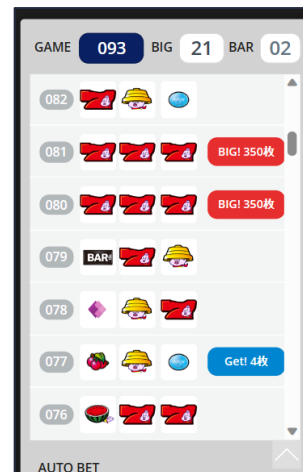 GAME 093 BIG 21 BAR 02
082
081 BIG! 350枚
080 BIG! 350枚
079 BAR
078
077 Get! 4枚
076
AUTO BET